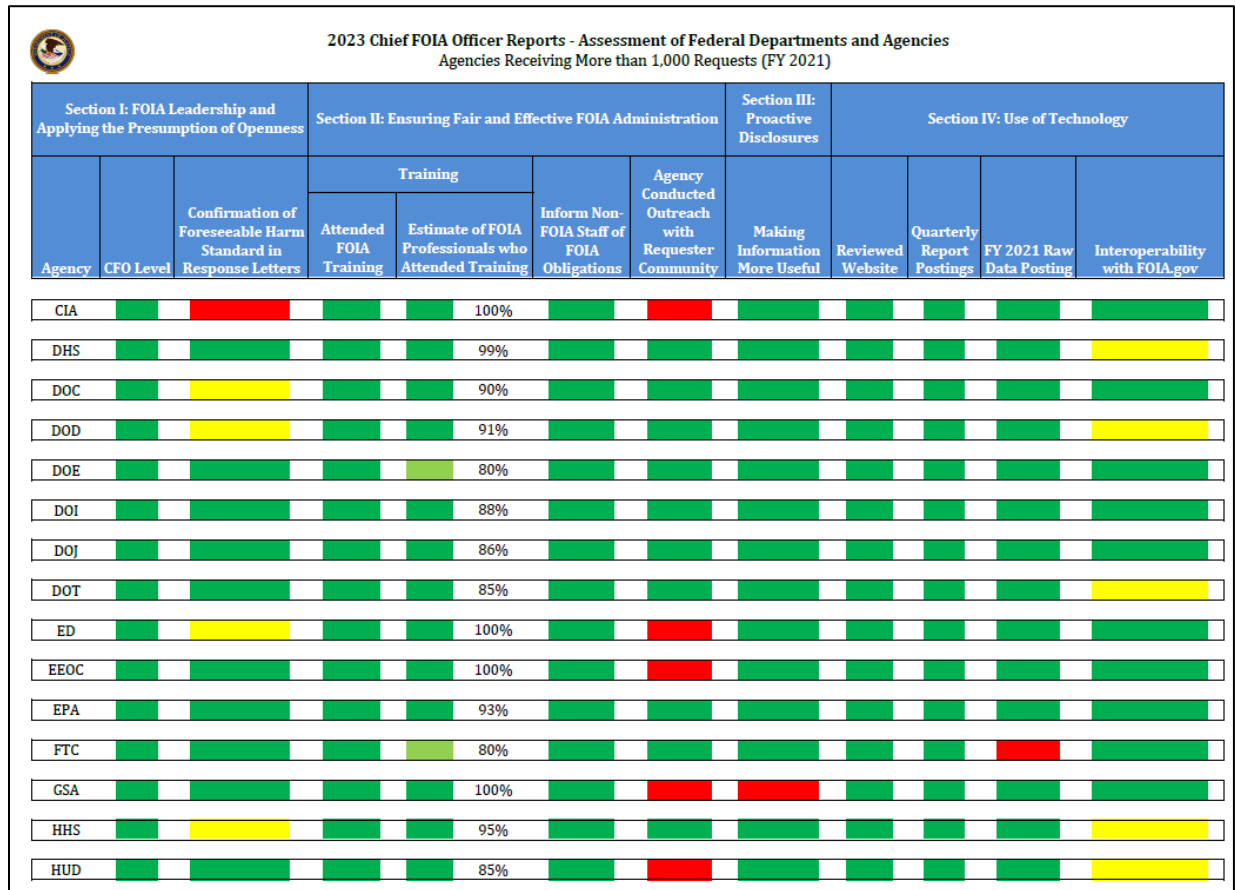 2023 Chief FOIA Officer Reports - Assessment of Federal Departments and Agencies
Agencies Receiving More than 1,000 Requests (FY 2021)
Section I: FOIA Leadership and
Applying the Presumption of Openness
Section II: Ensuring Fair and Effective FOIA Administration
Section III:
Proactive
Disclosures
Section IV: Use of Technology
Agency
CFO Level
Confirmation of
Foreseeable Harm
Standard in
Response Letters
Training
Attended
FOIA
Training
Estimate of FOIA
Professionals who
Attended Training
Inform Non-
FOIA Staff of
FOIA
Obligations
Agency
Conducted
Outreach
with
Requester
Community
Making
Information
More Useful
Reviewed
Website
Quarterly
Report
Postings
FY 2021 Raw
Data Posting
Interoperability
with FOIA.gov
CIA 100%
DHS 99%
DOC 90%
DOD 91%
DOE 80%
DOI 88%
DOJ 86%
DOT 85%
ED 100%
EEOC 100%
EPA 93%
FTC 80%
GSA 100%
HHS 95%
HUD 85%